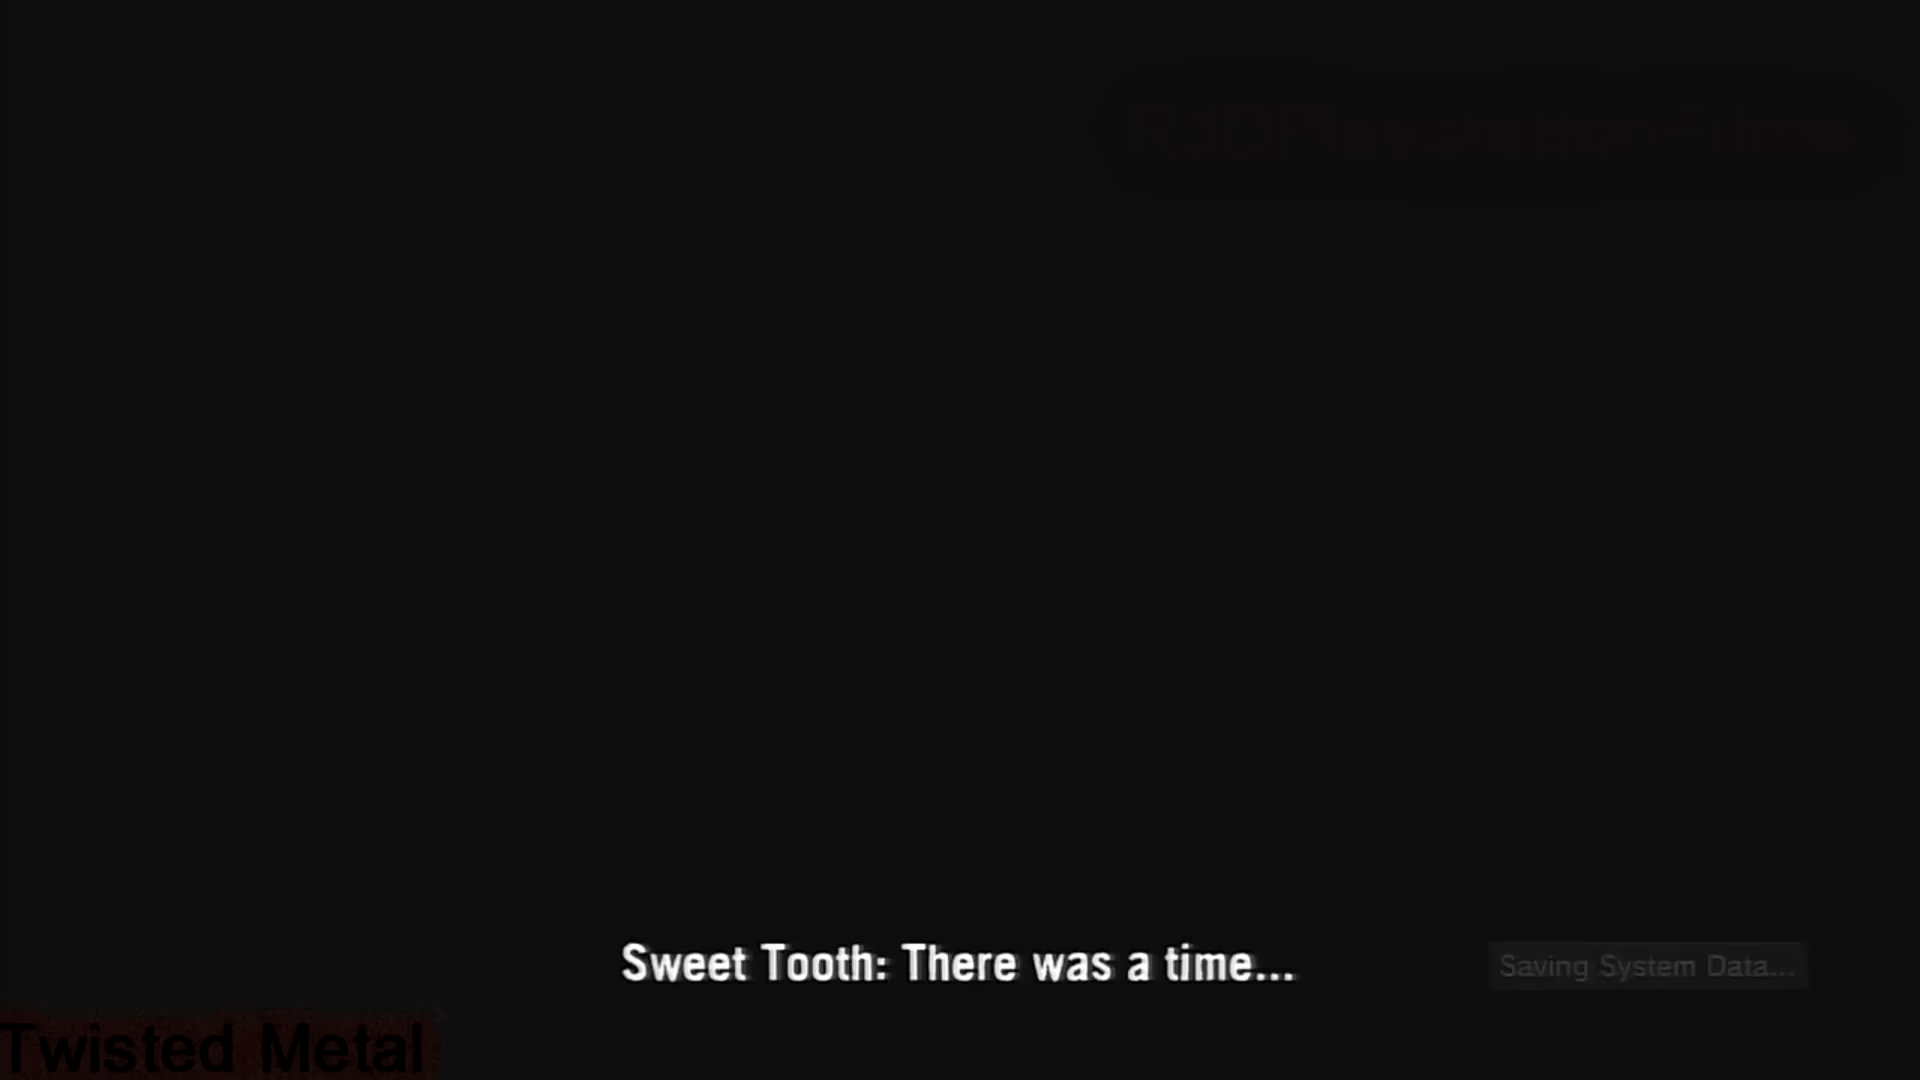 Sweet Tooth: There was a time...
Saving System Data...
Twisted Metal